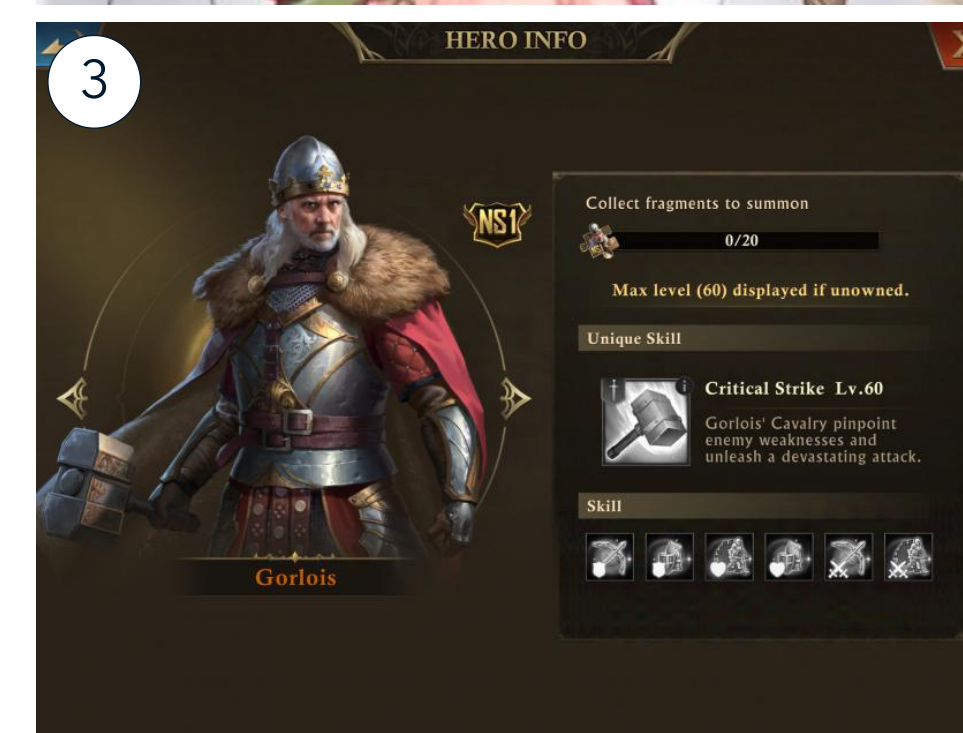 3
HERO INFO
NS1
Collect fragments to summon
0/20
Max level (60) displayed if unowned.
Unique Skill
Critical Strike Lv.60
Gorlois' Cavalry pinpoint
enemy weaknesses and
unleash a devastating attack.
Skill
Gorlois